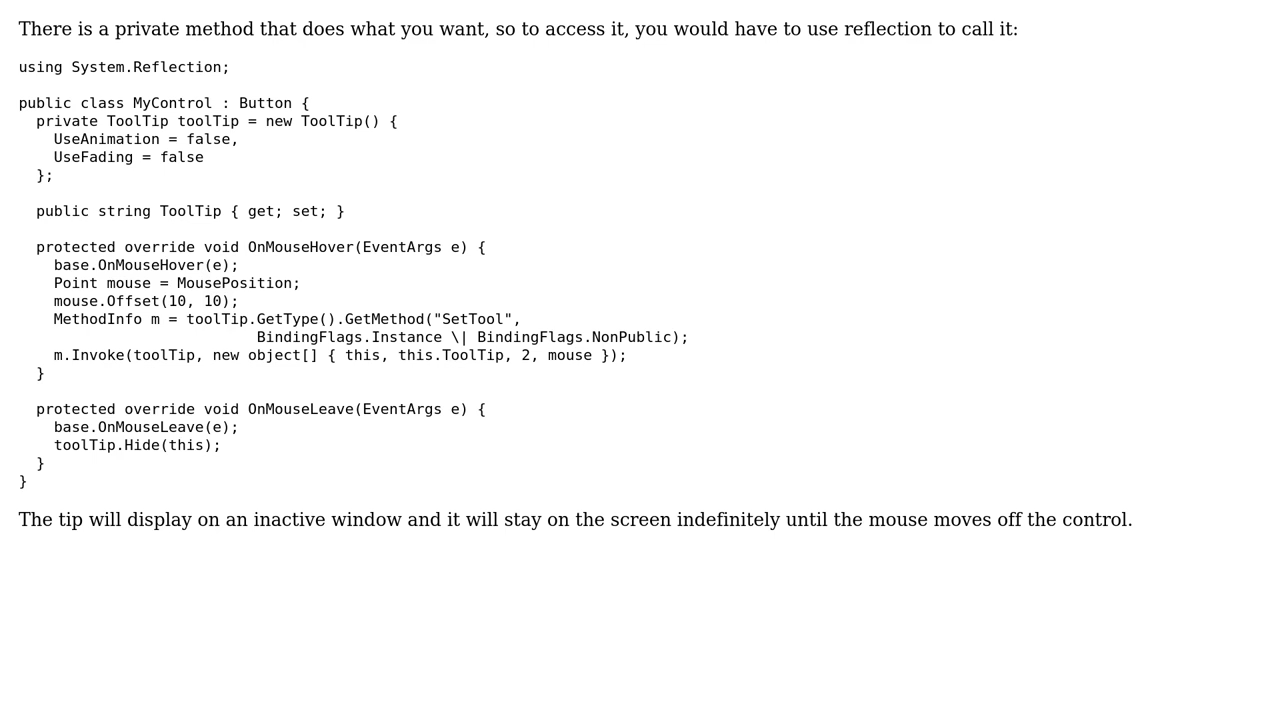 There is a private method that does what you want, so to access it, you would have to use reflection to call it:
using System.Reflection;

public class MyControl : Button {
  private ToolTip toolTip = new ToolTip() {
    UseAnimation = false,
    UseFading = false
  };

  public string ToolTip { get; set; }

  protected override void OnMouseHover(EventArgs e) {
    base.OnMouseHover(e);
    Point mouse = MousePosition;
    mouse.Offset(10, 10);
    MethodInfo m = toolTip.GetType().GetMethod("SetTool",
                           BindingFlags.Instance \| BindingFlags.NonPublic);
    m.Invoke(toolTip, new object[] { this, this.ToolTip, 2, mouse });
  }

  protected override void OnMouseLeave(EventArgs e) {
    base.OnMouseLeave(e);
    toolTip.Hide(this);
  }
}
The tip will display on an inactive window and it will stay on the screen indefinitely until the mouse moves off the control.